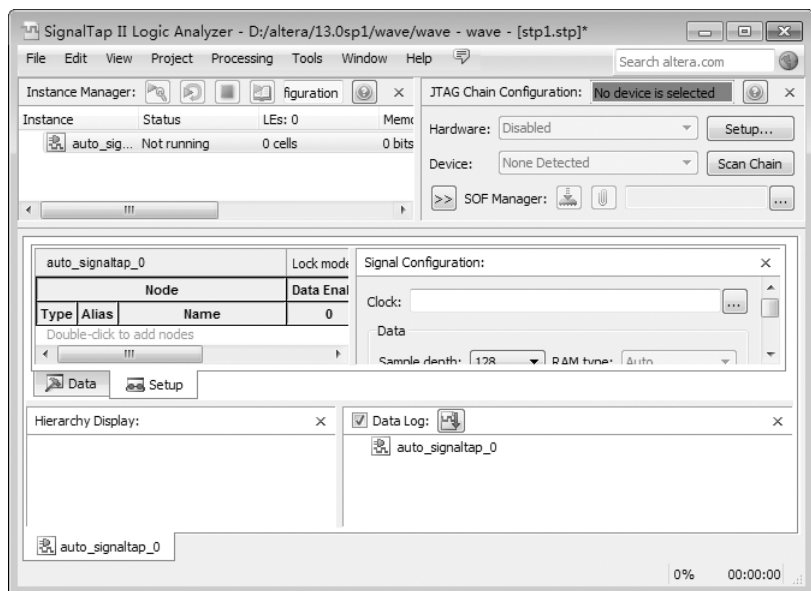 SignalTap II Logic Analyzer - D:/altera/13.0sp1/wave/wave - wave - [stp1.stp]*
File Edit View Project Processing Tools Window Help Search altera.com
Instance Manager: figuration
Instance Status LEs: 0 Memo
auto_sig... Not running 0 cells 0 bits
JTAG Chain Configuration: No device is selected
Hardware: Disabled Setup...
Device: None Detected Scan Chain
>> SOF Manager: ...
auto_signaltap_0 Lock mode
Node Data Enal
Type Alias Name 0
Double-click to add nodes
Signal Configuration:
Clock: ...
Data
Sample depth: 128 RAM type: Auto
Data Setup
Hierarchy Display:
Data Log:
auto_signaltap_0
auto_signaltap_0
0% 00:00:00